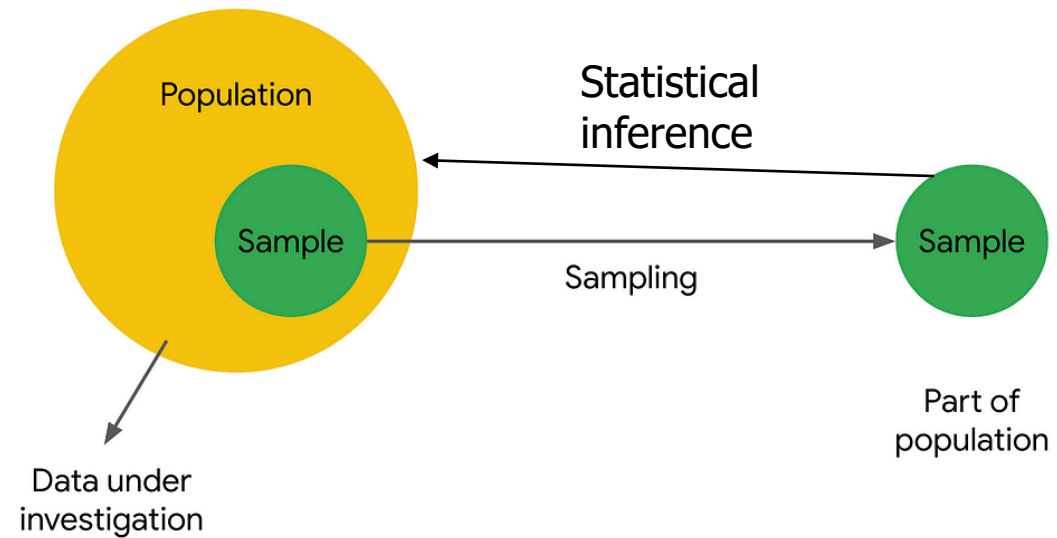 Population
Statistical
inference
Sample
Sample
Sampling
Part of
population
Data under
investigation